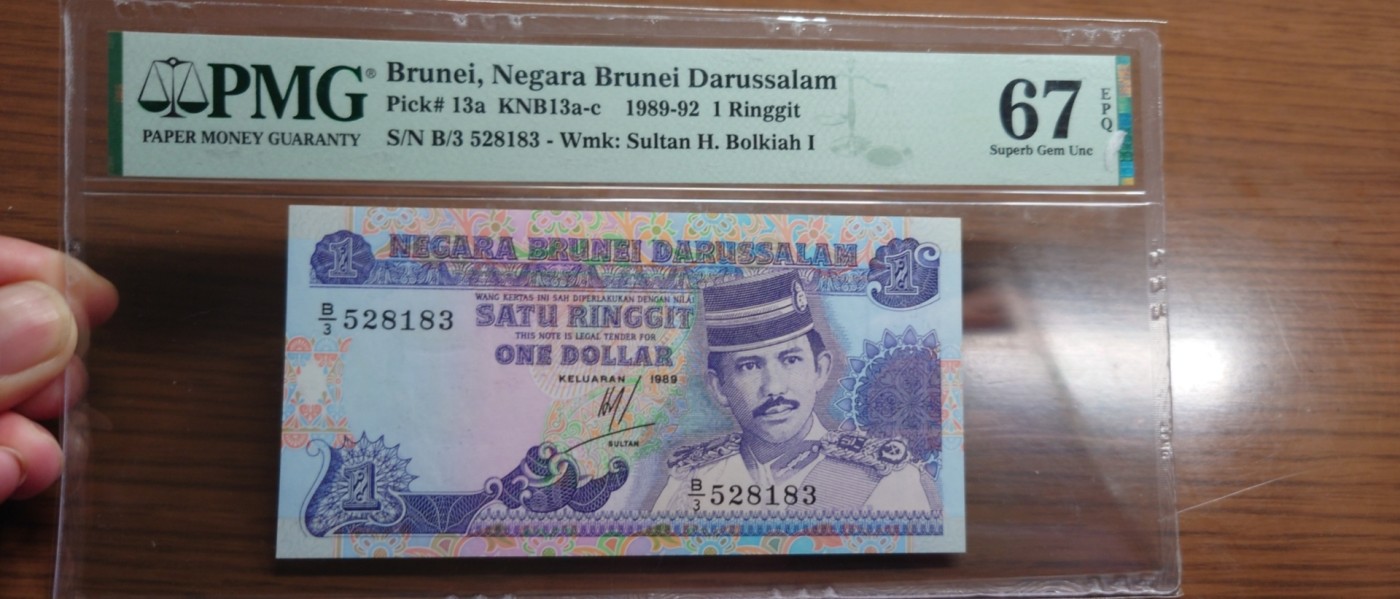 PMG®
PAPER MONEY GUARANTY
Brunei, Negara Brunei Darussalam
Pick# 13a KNB13a-c 1989-92 1 Ringgit
S/N B/3 528183 - Wmk: Sultan H. Bolkiah I
67
EPQ
Superb Gem Unc
1
NEGARA BRUNEI DARUSSALAM
1
B/3 528183
WANG KERTAS INI SAH DIPERLAKUKAN DENGAN NILAI
SATU RINGGIT
THIS NOTE IS LEGAL TENDER FOR
ONE DOLLAR
KELUARAN 1989
SULTAN
1
B/3 528183